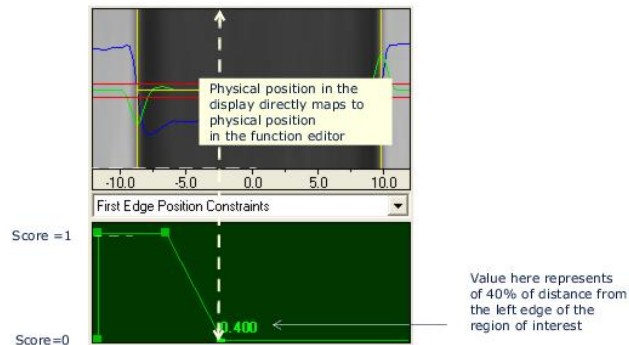 Physical position in the
display directly maps to
physical position
in the function editor
-10.0 -5.0 0.0 5.0 10.0
First Edge Position Constraints
Score =1
0.400
Value here represents
of 40% of distance from
the left edge of the
region of interest
Score=0